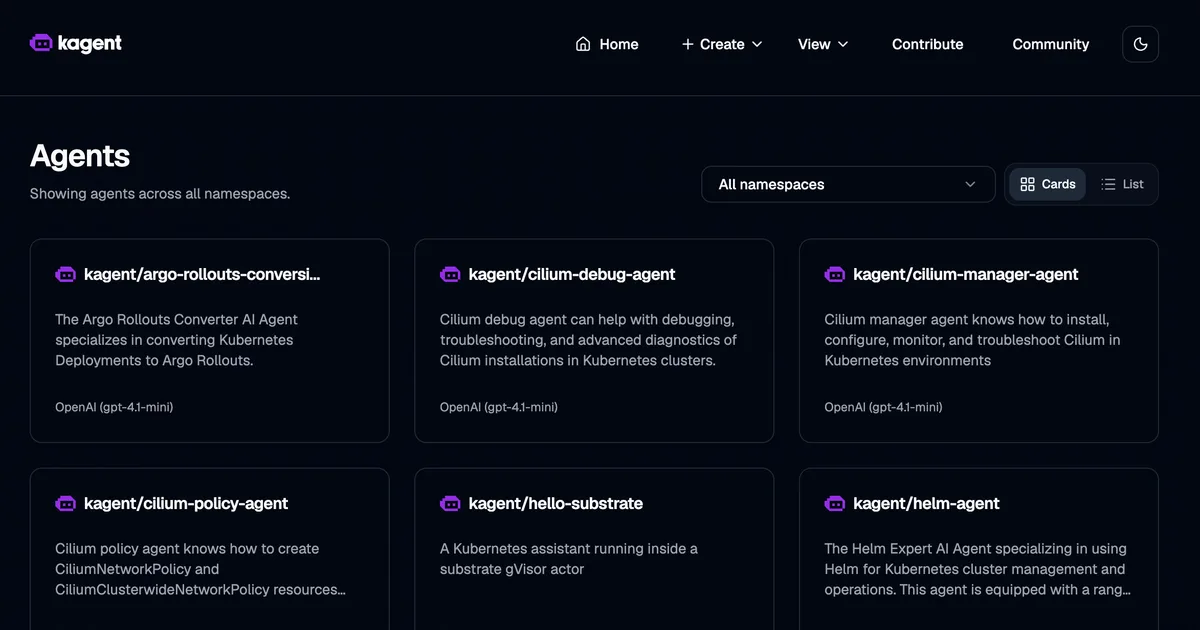 kagent
Home
Create
View
Contribute
Community
Agents
Showing agents across all namespaces.
All namespaces
Cards
List
kagent/argo-rollouts-conversi...
The Argo Rollouts Converter AI Agent
specializes in converting Kubernetes
Deployments to Argo Rollouts.
OpenAI (gpt-4.1-mini)
kagent/cilium-debug-agent
Cilium debug agent can help with debugging,
troubleshooting, and advanced diagnostics of
Cilium installations in Kubernetes clusters.
OpenAI (gpt-4.1-mini)
kagent/cilium-manager-agent
Cilium manager agent knows how to install,
configure, monitor, and troubleshoot Cilium in
Kubernetes environments
OpenAI (gpt-4.1-mini)
kagent/cilium-policy-agent
Cilium policy agent knows how to create
CiliumNetworkPolicy and
CiliumClusterwideNetworkPolicy resources...
kagent/hello-substrate
A Kubernetes assistant running inside a
substrate gVisor actor
kagent/helm-agent
The Helm Expert AI Agent specializing in using
Helm for Kubernetes cluster management and
operations. This agent is equipped with a rang...